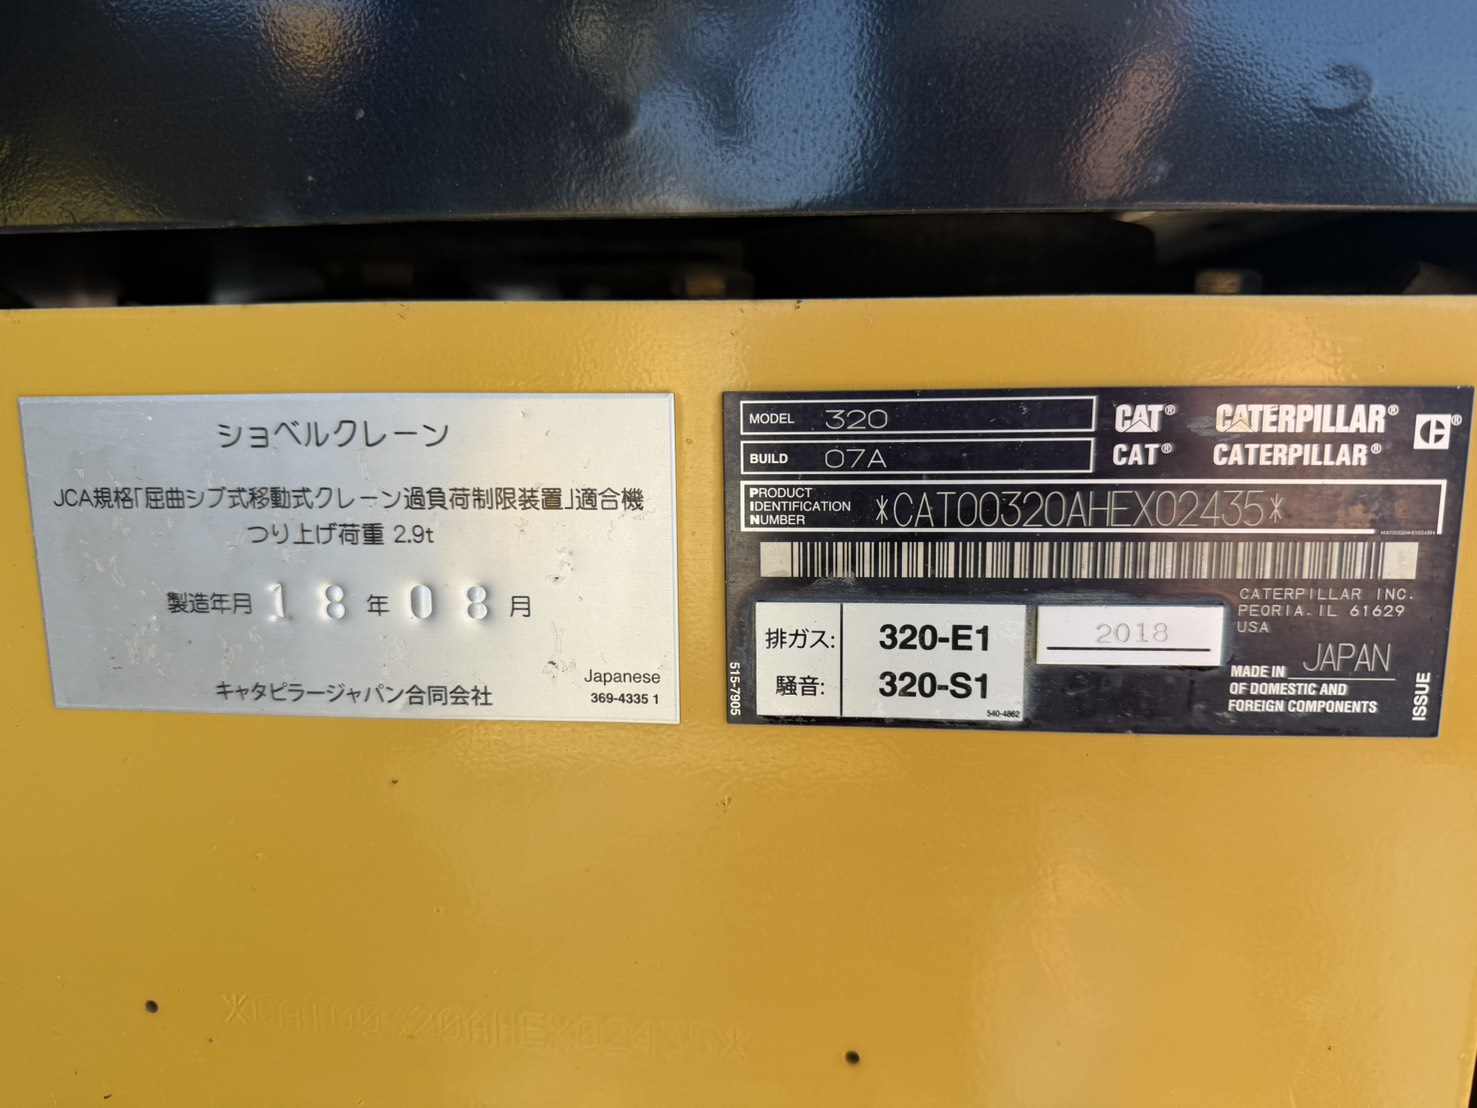 ショベルクレーン
JCA規格「屈曲ジブ式移動式クレーン過負荷制限装置」適合機
つり上げ荷重 2.9t
製造年月 18年08月
キャタピラージャパン合同会社
Japanese
369-4335 1
MODEL 320
BUILD 07A
CAT® CATERPILLAR®
CAT® CATERPILLAR®
PRODUCT
IDENTIFICATION
NUMBER
*CAT00320AHEX02435*
排ガス: 320-E1
騒音: 320-S1
540-4862
2018
CATERPILLAR INC.
PEORIA. IL 61629
USA
MADE IN JAPAN
OF DOMESTIC AND
FOREIGN COMPONENTS
515-7905
ISSUE
*CAT00320AHEX02435*